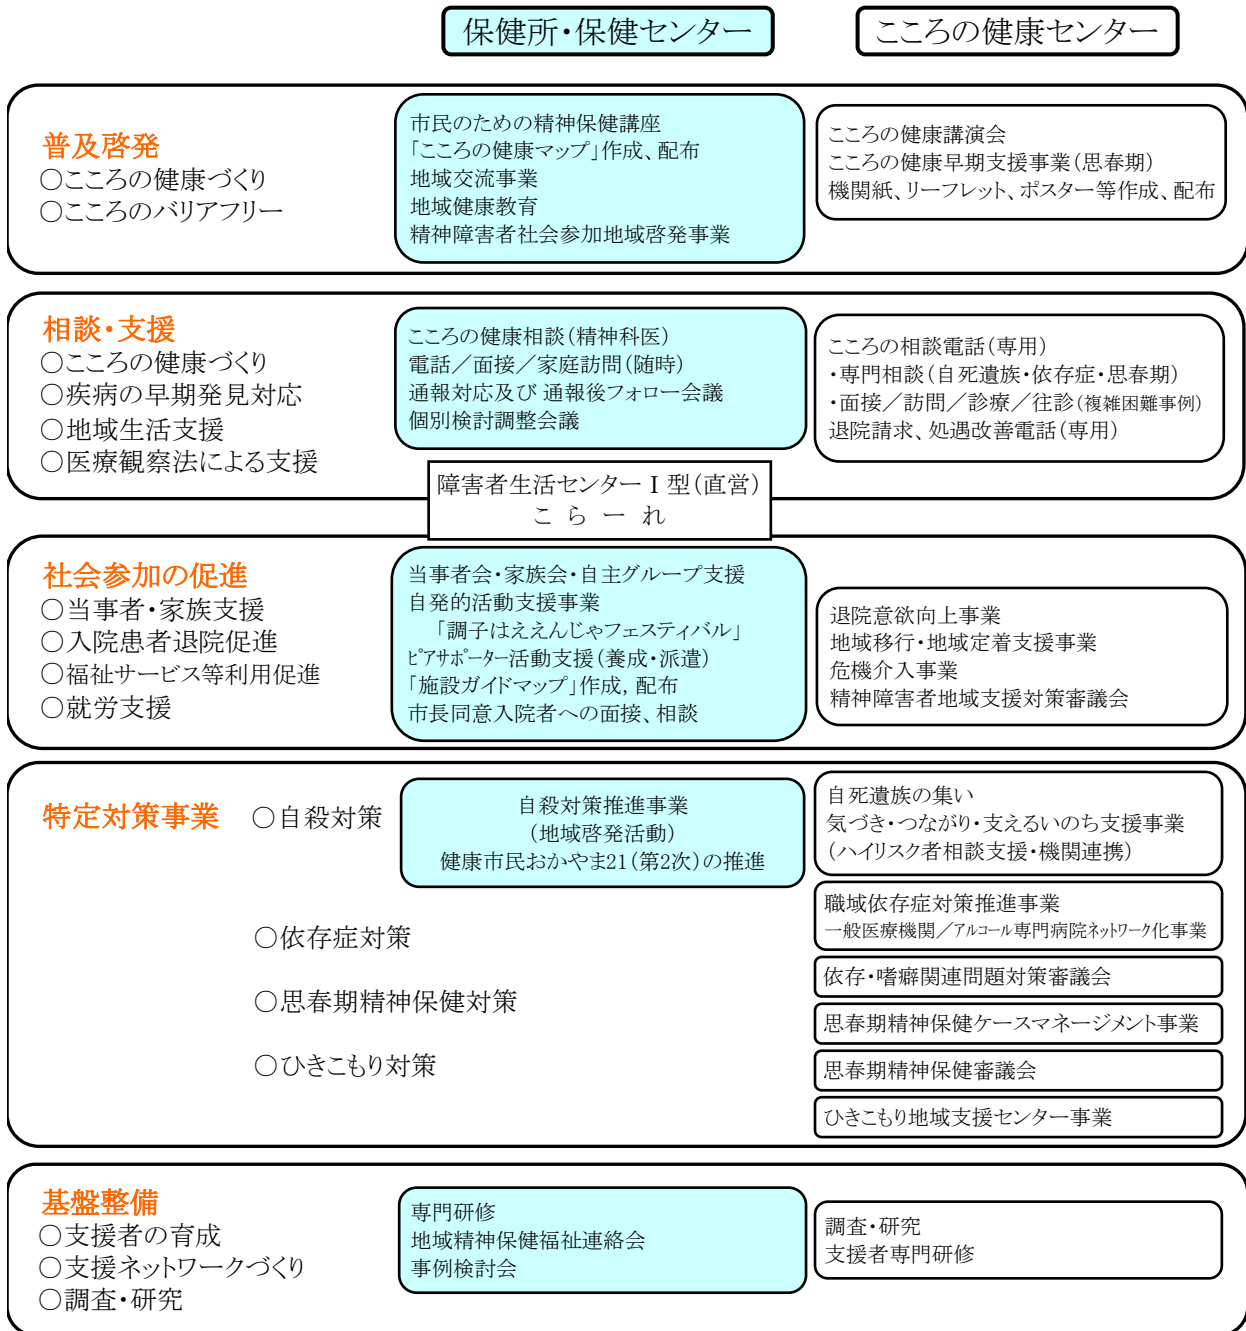 保健所・保健センター
こころの健康センター
普及啓発
○こころの健康づくり
○こころのバリアフリー
市民のための精神保健講座
「こころの健康マップ」作成、配布
地域交流事業
地域健康教育
精神障害者社会参加地域啓発事業
こころの健康講演会
こころの健康早期支援事業(思春期)
機関紙、リーフレット、ポスター等作成、配布
相談・支援
○こころの健康づくり
○疾病の早期発見対応
○地域生活支援
○医療観察法による支援
こころの健康相談(精神科医)
電話／面接／家庭訪問(随時)
通報対応及び 通報後フォロー会議
個別検討調整会議
こころの相談電話(専用)
・専門相談(自死遺族・依存症・思春期)
・面接／訪問／診療／往診(複雑困難事例)
退院請求、処遇改善電話(専用)
障害者生活センターⅠ型(直営)
こ ら ー れ
社会参加の促進
○当事者・家族支援
○入院患者退院促進
○福祉サービス等利用促進
○就労支援
当事者会・家族会・自主グループ支援
自発的活動支援事業
「調子はええんじゃフェスティバル」
ﾋﾟｱｻﾎﾟｰﾀｰ活動支援(養成・派遣)
「施設ガイドマップ」作成, 配布
市長同意入院者への面接、相談
退院意欲向上事業
地域移行・地域定着支援事業
危機介入事業
精神障害者地域支援対策審議会
特定対策事業 ○自殺対策
自殺対策推進事業
(地域啓発活動)
健康市民おかやま21(第2次)の推進
自死遺族の集い
気づき・つながり・支えるいのち支援事業
(ハイリスク者相談支援・機関連携)
○依存症対策
職域依存症対策推進事業
一般医療機関／ｱﾙｺｰﾙ専門病院ﾈｯﾄﾜｰｸ化事業
依存・嗜癖関連問題対策審議会
○思春期精神保健対策
思春期精神保健ケースマネージメント事業
思春期精神保健審議会
○ひきこもり対策
ひきこもり地域支援センター事業
基盤整備
○支援者の育成
○支援ネットワークづくり
○調査・研究
専門研修
地域精神保健福祉連絡会
事例検討会
調査・研究
支援者専門研修